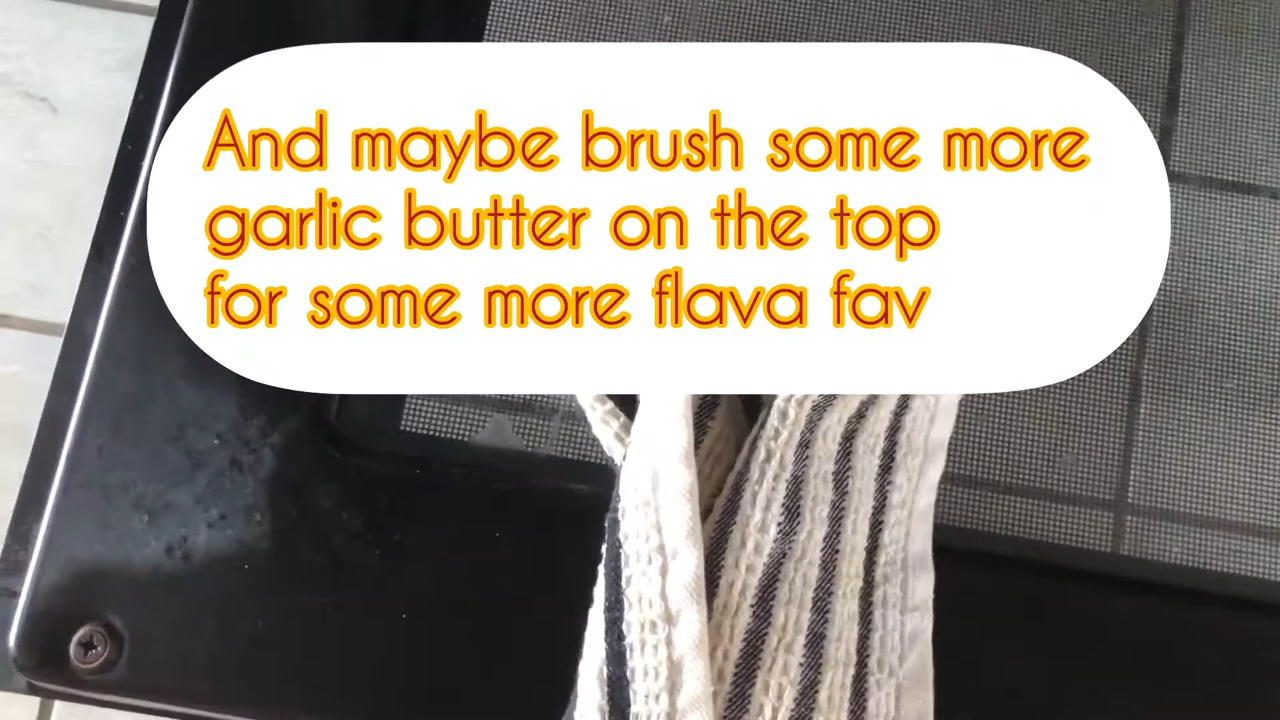 And maybe brush some more
garlic butter on the top
for some more flava fav